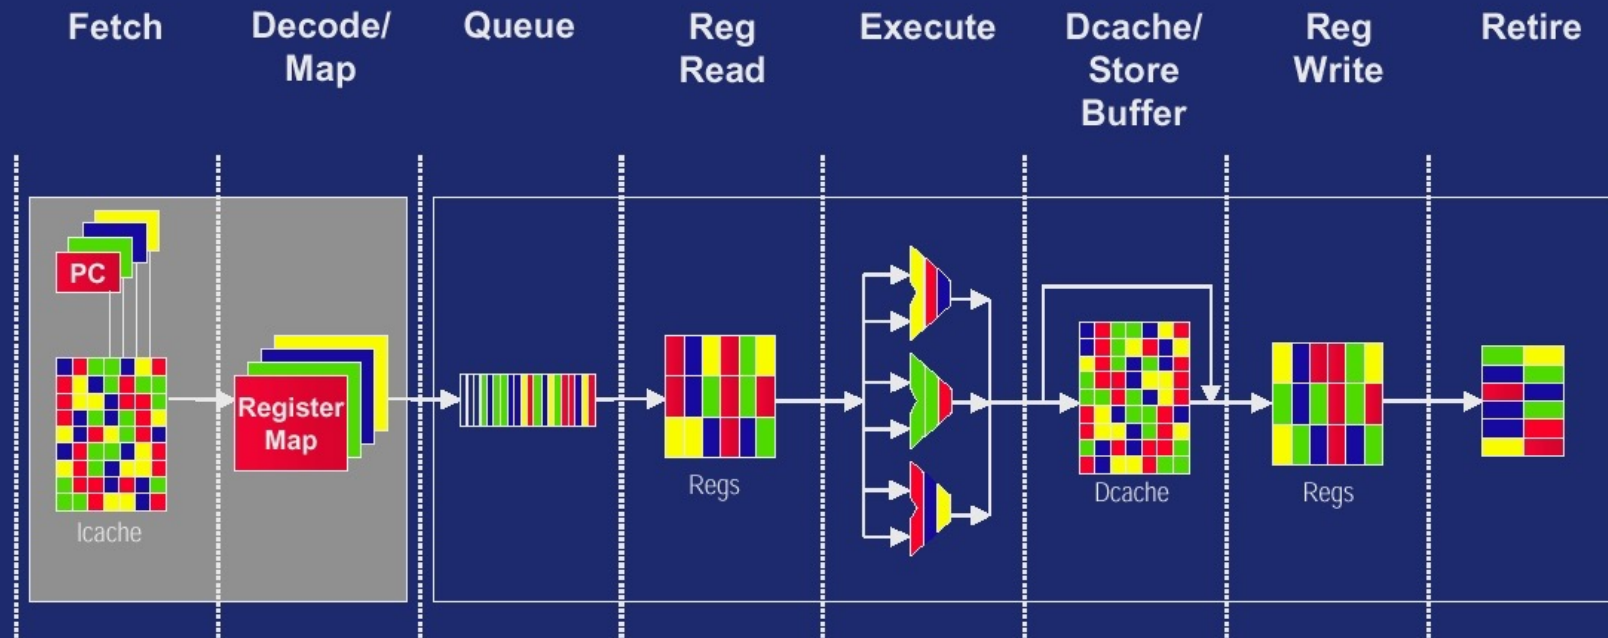 Fetch
Decode/
Map
Queue
Reg
Read
Execute
Dcache/
Store
Buffer
Reg
Write
Retire
PC
Register
Map
Icache
Regs
Dcache
Regs